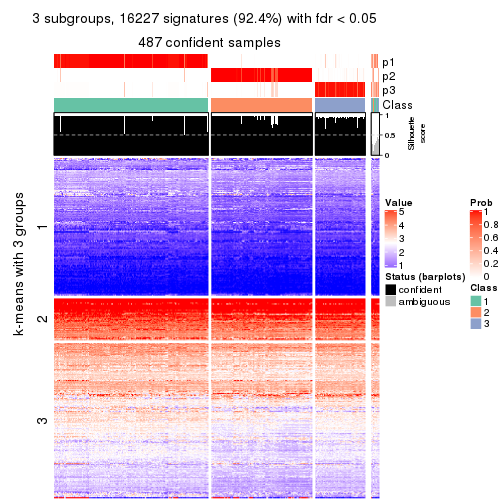 3 subgroups, 16227 signatures (92.4%) with fdr < 0.05
487 confident samples
p1
p2
p3
Class
1
0.5
0
Silhouette
score
k-means with 3 groups
1
2
3
Value
5
4
3
2
1
Status (barplots)
confident
ambiguous
Prob
1
0.8
0.6
0.4
0.2
0
Class
1
2
3